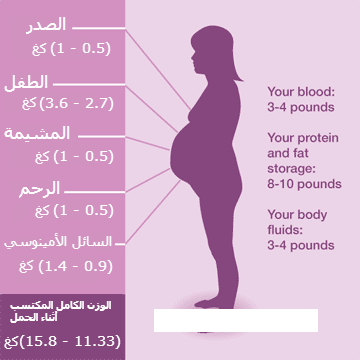 الصدر
(0.5 - 1) كغ
الطفل
(2.7 - 3.6) كغ
المشيمة
(0.5 - 1) كغ
الرحم
(0.5 - 1) كغ
السائل الأمينوسي
(0.9 - 1.4) كغ
الوزت الكامل المكتسب
أثناء الحمل
(11.33 - 15.8)كغ
Your blood:
3-4 pounds
Your protein
and fat
storage:
8-10 pounds
Your body
fluids:
3-4 pounds